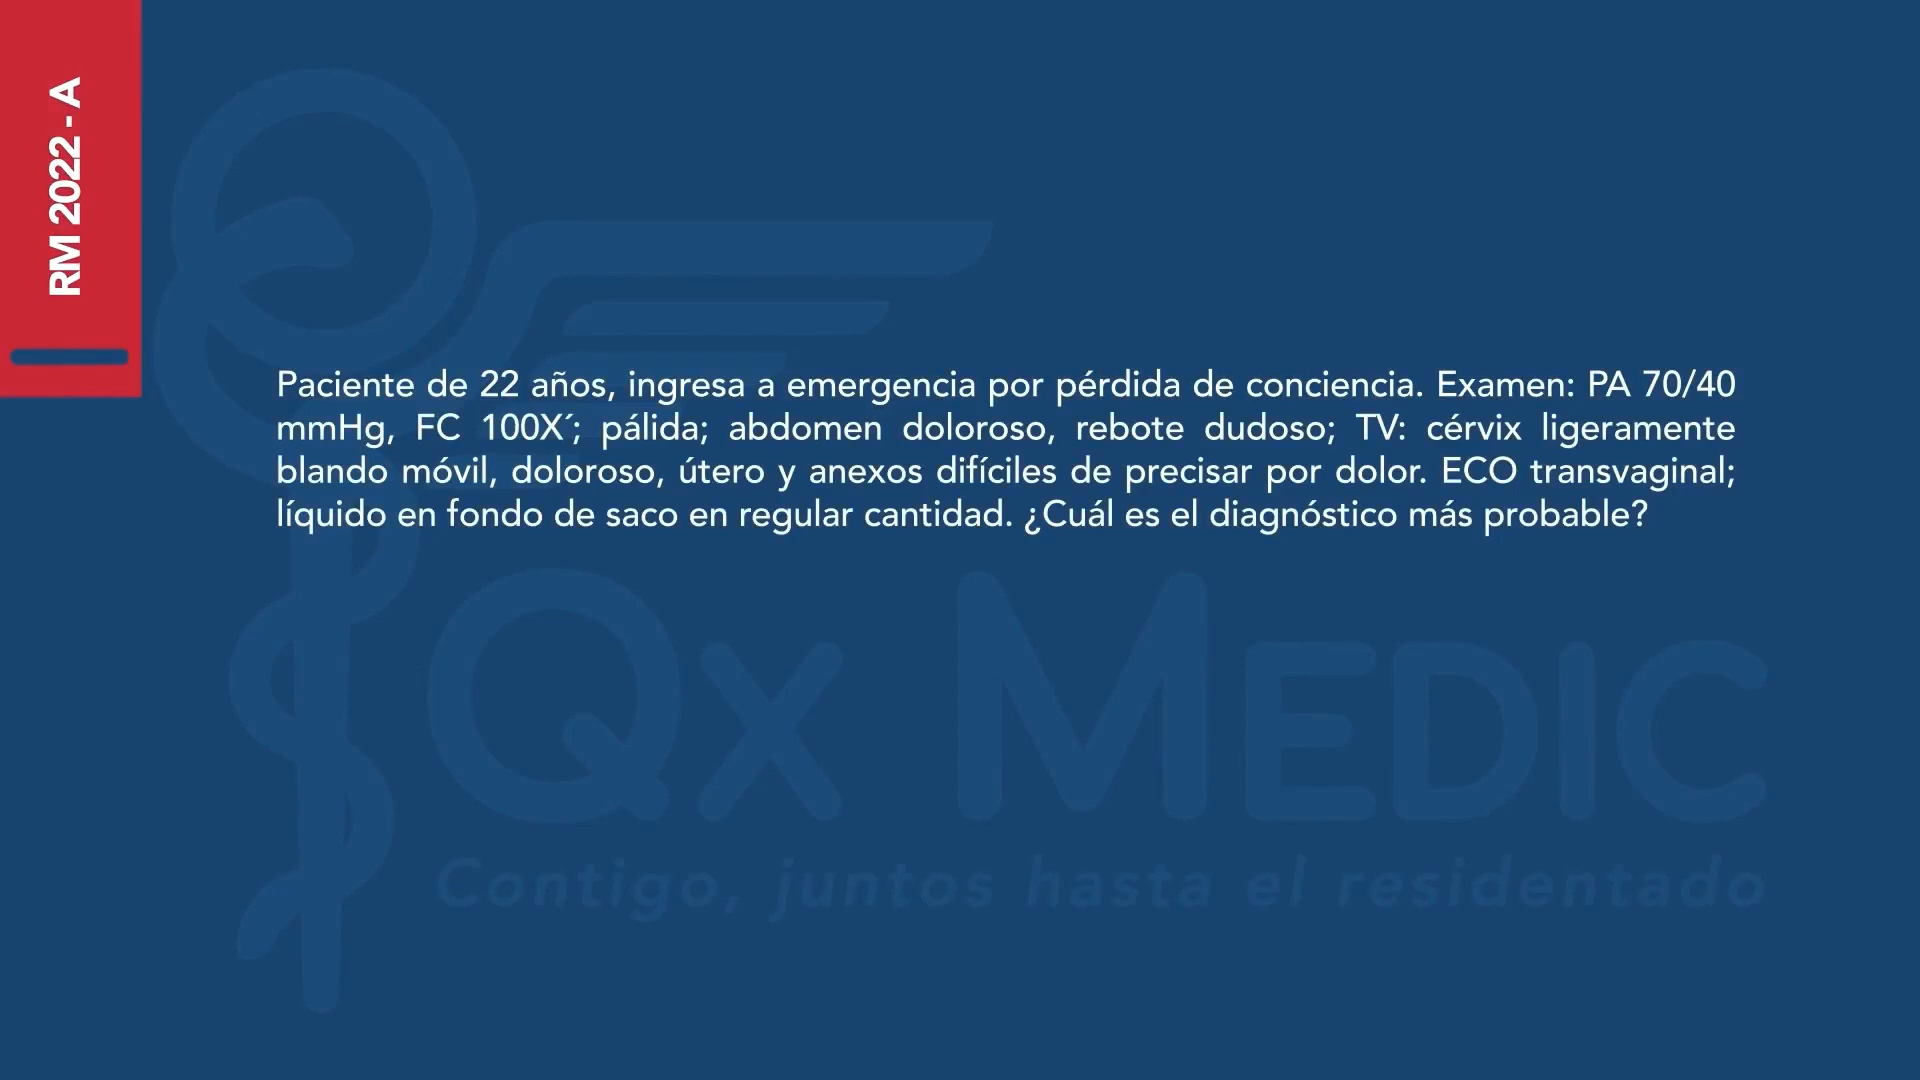 RM 2022 - A
Paciente de 22 años, ingresa a emergencia por pérdida de conciencia. Examen: PA 70/40
mmHg, FC 100X´; pálida; abdomen doloroso, rebote dudoso; TV: cérvix ligeramente
blando móvil, doloroso, útero y anexos difíciles de precisar por dolor. ECO transvaginal;
líquido en fondo de saco en regular cantidad. ¿Cuál es el diagnóstico más probable?
Qx MEDIC
Contigo, juntos hasta el residentado